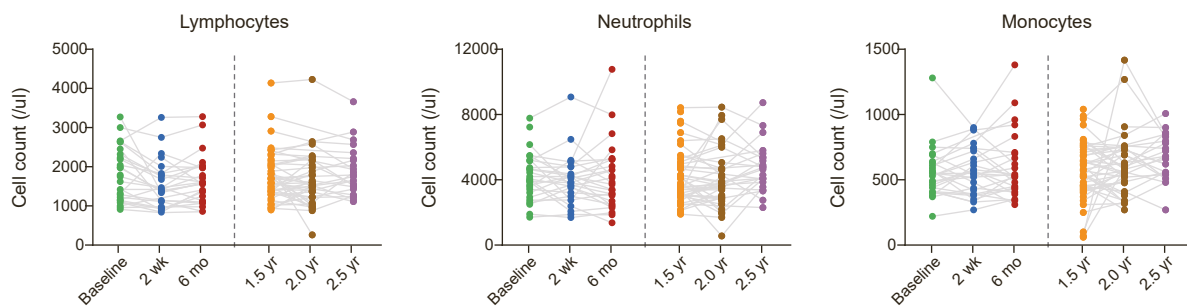 Lymphocytes
Cell count (/ul)
5000
4000
3000
2000
1000
0
Baseline
2 wk
6 mo
1.5 yr
2.0 yr
2.5 yr
Neutrophils
Cell count (/ul)
12000
8000
4000
0
Baseline
2 wk
6 mo
1.5 yr
2.0 yr
2.5 yr
Monocytes
Cell count (/ul)
1500
1000
500
0
Baseline
2 wk
6 mo
1.5 yr
2.0 yr
2.5 yr